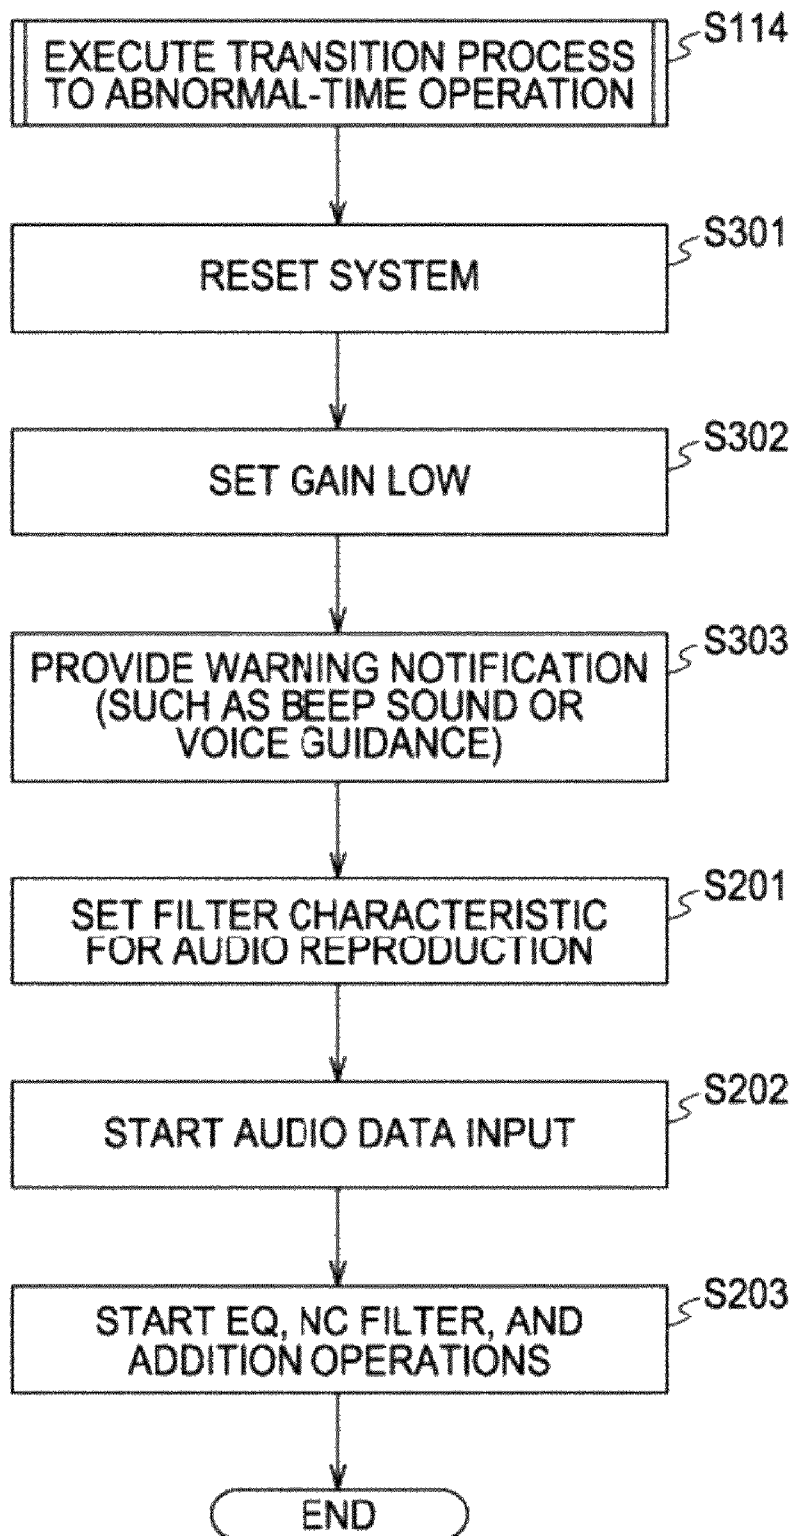 S114
EXECUTE TRANSITION PROCESS
TO ABNORMAL-TIME OPERATION
S301
RESET SYSTEM
S302
SET GAIN LOW
S303
PROVIDE WARNING NOTIFICATION
(SUCH AS BEEP SOUND OR
VOICE GUIDANCE)
S201
SET FILTER CHARACTERISTIC
FOR AUDIO REPRODUCTION
S202
START AUDIO DATA INPUT
S203
START EQ, NC FILTER, AND
ADDITION OPERATIONS
END